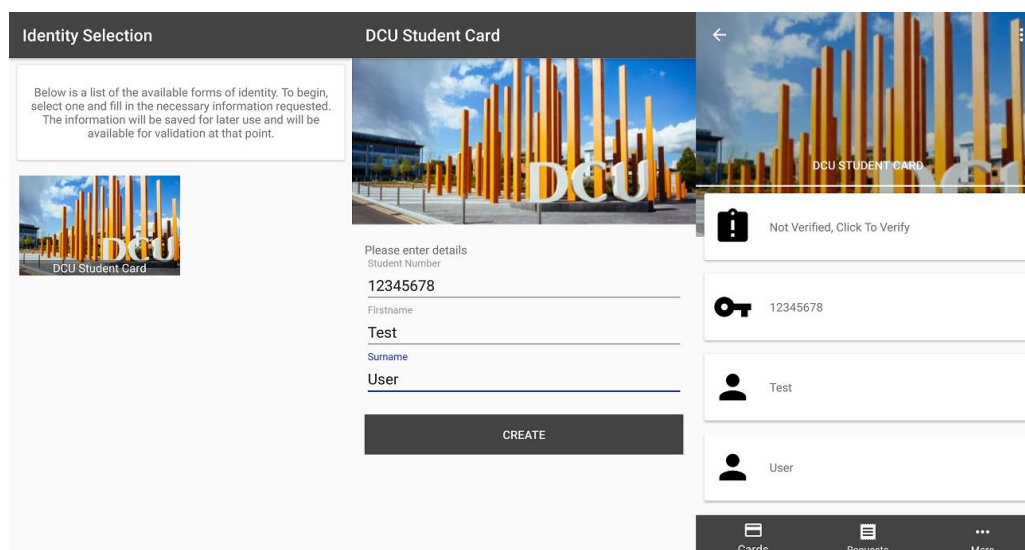 Identity Selection
Below is a list of the available forms of identity. To begin,
select one and fill in the necessary information requested.
The information will be saved for later use and will be
available for validation at that point.
DCU
DCU Student Card
DCU Student Card
DCU
Please enter details
Student Number
12345678
Firstname
Test
Surname
User
CREATE
DCU
DCU STUDENT CARD
Not Verified, Click To Verify
12345678
Test
User
Cards
Requests
More